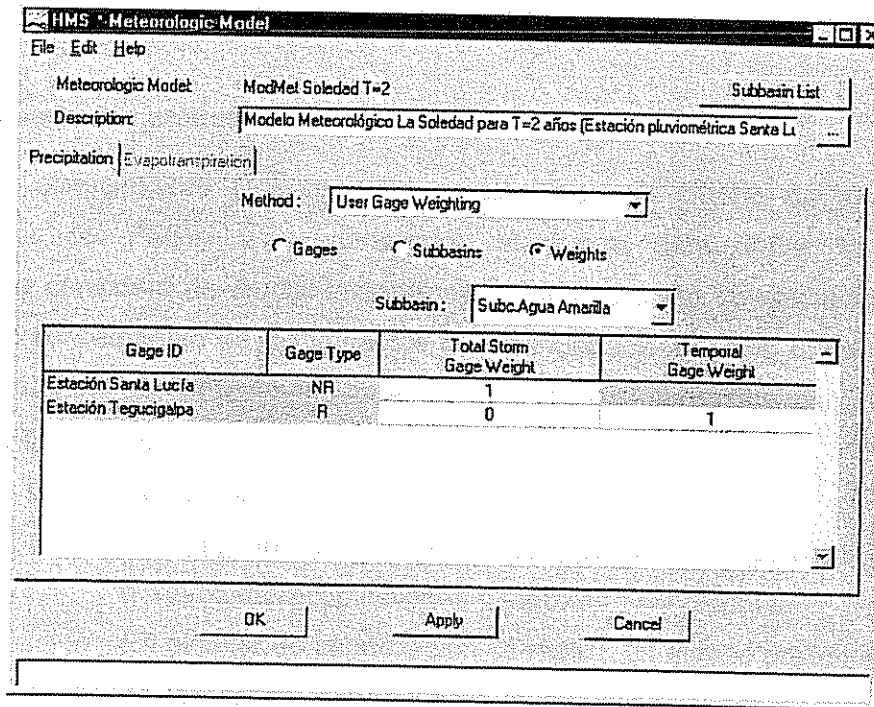 HMS * Meteorologic Model
File Edit Help
Meteorologic Model: ModMet Soledad T=2 Subbasin List
Description: Modelo Meteorológico La Soledad para T=2 años (Estación pluviométrica Santa Lu ...
Precipitation Evapotranspiration
Method: User Gage Weighting
Gages Subbasins Weights
Subbasin: Subc.Agua Amarilla
Gage ID Gage Type Total Storm Gage Weight Temporal Gage Weight
Estación Santa Lucía NR 1
Estación Tegucigalpa R 0 1
OK Apply Cancel